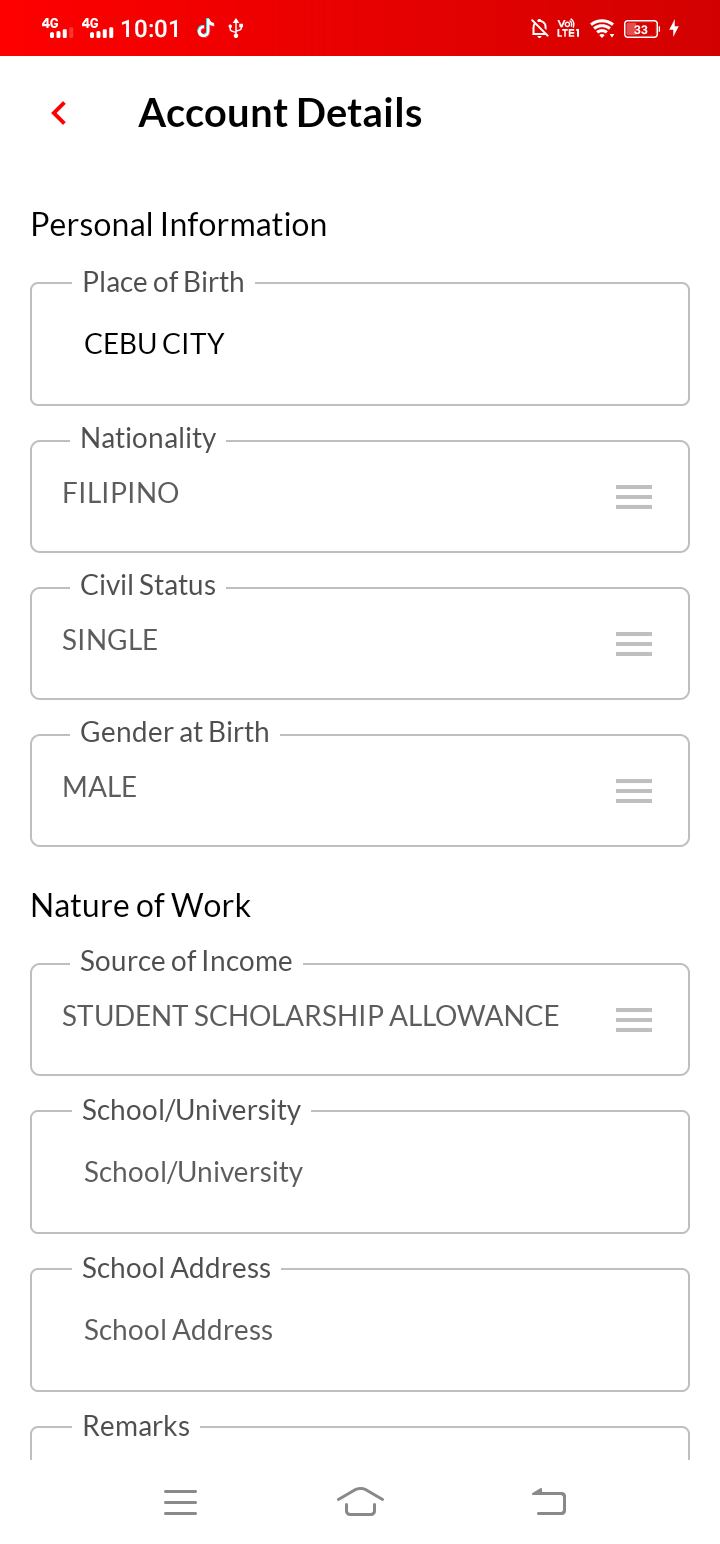 4G 4G 10:01 Vo) LTE1 33
Account Details
Personal Information
Place of Birth
CEBU CITY
Nationality
FILIPINO
Civil Status
SINGLE
Gender at Birth
MALE
Nature of Work
Source of Income
STUDENT SCHOLARSHIP ALLOWANCE
School/University
School/University
School Address
School Address
Remarks